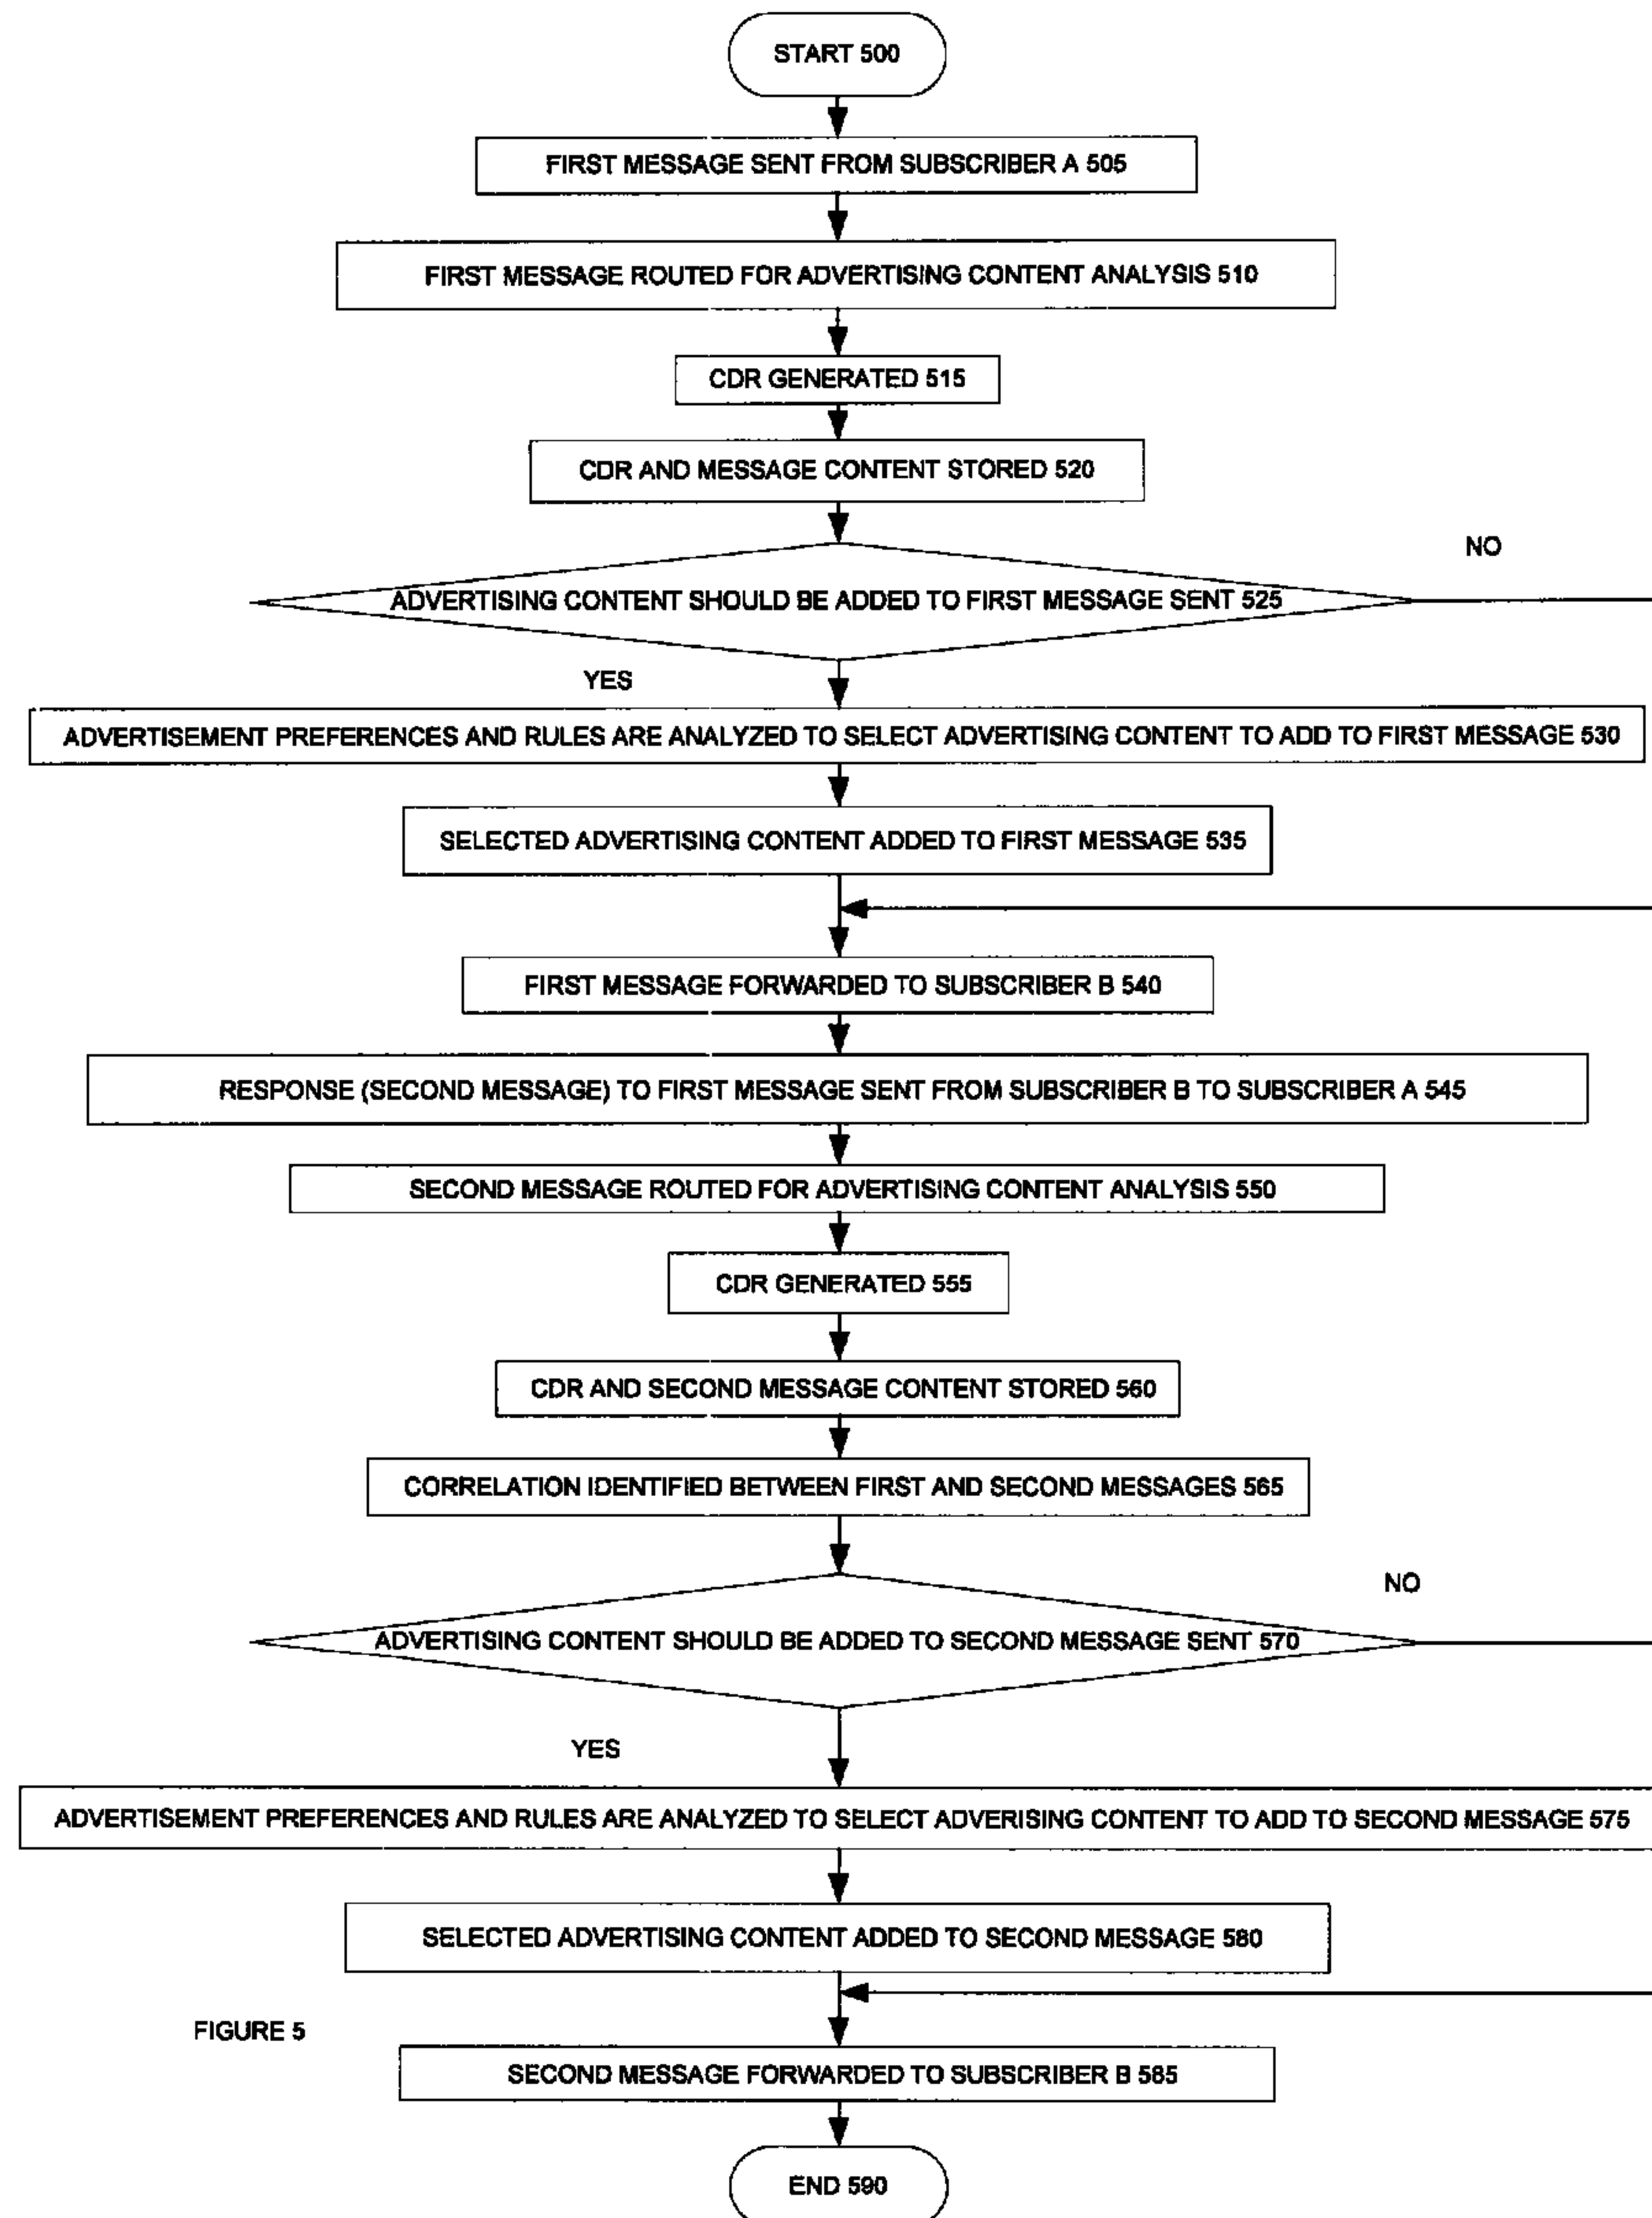 START 500
FIRST MESSAGE SENT FROM SUBSCRIBER A 505
FIRST MESSAGE ROUTED FOR ADVERTISING CONTENT ANALYSIS 510
CDR GENERATED 515
CDR AND MESSAGE CONTENT STORED 520
NO
ADVERTISING CONTENT SHOULD BE ADDED TO FIRST MESSAGE SENT 525
YES
ADVERTISEMENT PREFERENCES AND RULES ARE ANALYZED TO SELECT ADVERTISING CONTENT TO ADD TO FIRST MESSAGE 530
SELECTED ADVERTISING CONTENT ADDED TO FIRST MESSAGE 535
FIRST MESSAGE FORWARDED TO SUBSCRIBER B 540
RESPONSE (SECOND MESSAGE) TO FIRST MESSAGE SENT FROM SUBSCRIBER B TO SUBSCRIBER A 545
SECOND MESSAGE ROUTED FOR ADVERTISING CONTENT ANALYSIS 550
CDR GENERATED 555
CDR AND SECOND MESSAGE CONTENT STORED 560
CORRELATION IDENTIFIED BETWEEN FIRST AND SECOND MESSAGES 565
NO
ADVERTISING CONTENT SHOULD BE ADDED TO SECOND MESSAGE SENT 570
YES
ADVERTISEMENT PREFERENCES AND RULES ARE ANALYZED TO SELECT ADVERISING CONTENT TO ADD TO SECOND MESSAGE 575
SELECTED ADVERTISING CONTENT ADDED TO SECOND MESSAGE 580
FIGURE 5
SECOND MESSAGE FORWARDED TO SUBSCRIBER B 585
END 590